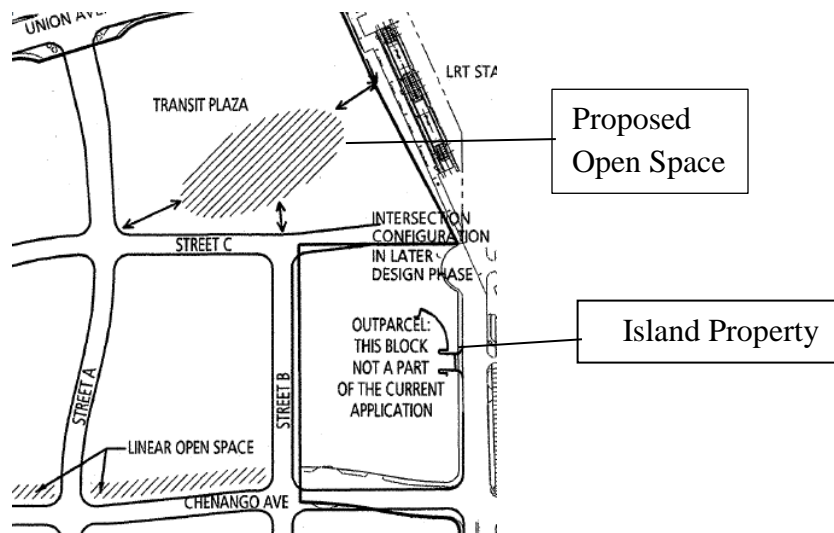 UNION AVE
LRT STA
TRANSIT PLAZA
Proposed
Open Space
INTERSECTION
CONFIGURATION
IN LATER
DESIGN PHASE
STREET C
OUTPARCEL:
THIS BLOCK
NOT A PART
OF THE CURRENT
APPLICATION
Island Property
STREET A
STREET B
LINEAR OPEN SPACE
CHENANGO AVE